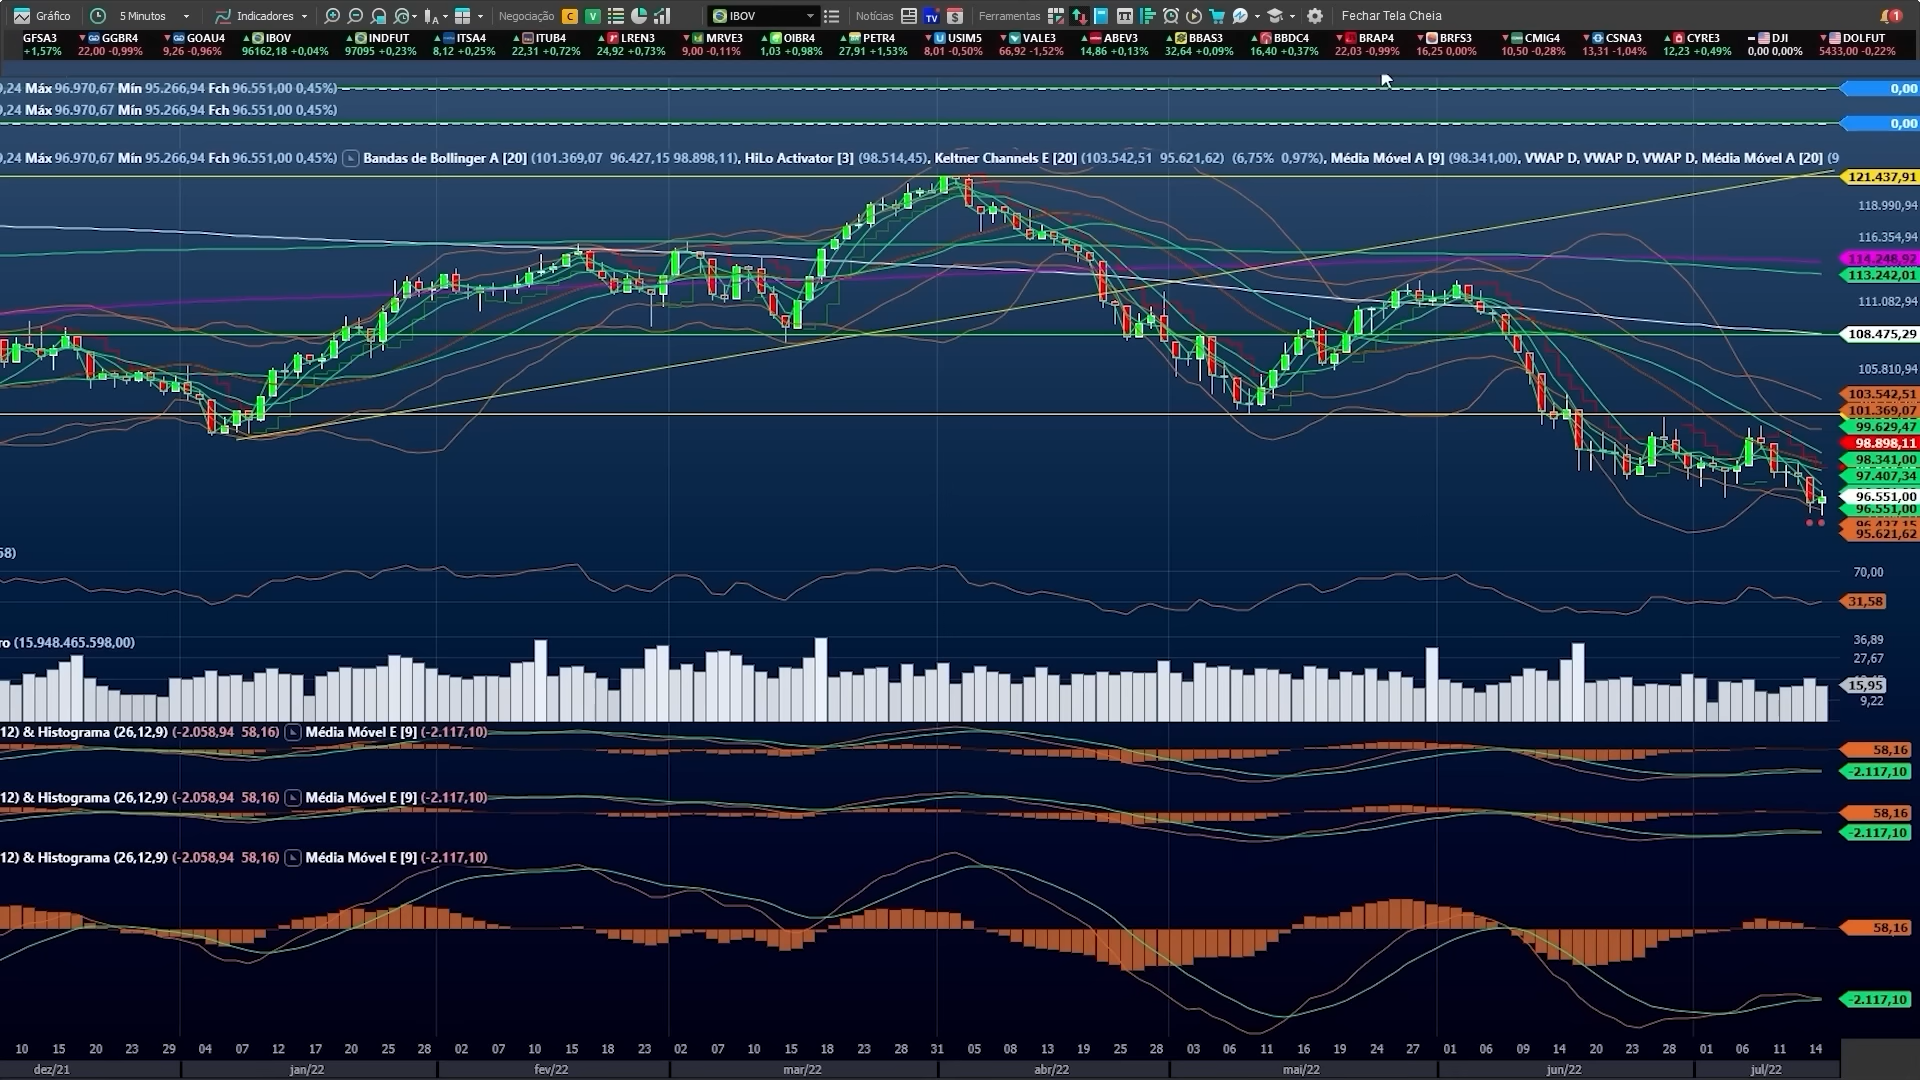 Gráfico 5 Minutos Indicadores Negociação C V IBOV Notícias TV $ Ferramentas Fechar Tela Cheia 1
GFSA3 GGBR4 GOAU4 IBOV INDFUT ITSA4 ITUB4 LREN3 MRVE3 OIBR4 PETR4 USIM5 VALE3 ABEV3 BBAS3 BBDC4 BRAP4 BRFS3 CMIG4 CSNA3 CYRE3 DJI DOLFUT
+1,57% 22,00 -0,99% 9,26 -0,96% 96162,18 +0,04% 97095 +0,23% 8,12 +0,25% 22,31 +0,72% 24,92 +0,73% 9,00 -0,11% 1,03 +0,98% 27,91 +1,53% 8,01 -0,50% 66,92 -1,52% 14,86 +0,13% 32,64 +0,09% 16,40 +0,37% 22,03 -0,99% 16,25 0,00% 10,50 -0,28% 13,31 -1,04% 12,23 +0,49% 0,00 0,00% 5433,00 -0,22%
,24 Máx 96.970,67 Mín 95.266,94 Fch 96.551,00 0,45%) 0,00
,24 Máx 96.970,67 Mín 95.266,94 Fch 96.551,00 0,45%)
0,00
,24 Máx 96.970,67 Mín 95.266,94 Fch 96.551,00 0,45%) Bandas de Bollinger A [20] (101.369,07 96.427,15 98.898,11), HiLo Activator [3] (98.514,45), Keltner Channels E [20] (103.542,51 95.621,62) (6,75% 0,97%), Média Móvel A [9] (98.341,00), VWAP D, VWAP D, VWAP D, Média Móvel A [20] (9
121.437,91
118.990,94
116.354,94
114.248,92
113.242,01
111.082,94
108.475,29
105.810,94
103.542,51
101.369,07
99.629,47
98.898,11
98.341,00
97.407,34
96.551,00
96.551,00
96.427,15
95.621,62
58)
70,00
31,58
ro (15.948.465.598,00)
36,89
27,67
15,95
9,22
12) & Histograma (26,12,9) (-2.058,94 58,16) Média Móvel E [9] (-2.117,10)
58,16
-2.117,10
12) & Histograma (26,12,9) (-2.058,94 58,16) Média Móvel E [9] (-2.117,10)
58,16
-2.117,10
12) & Histograma (26,12,9) (-2.058,94 58,16) Média Móvel E [9] (-2.117,10)
58,16
-2.117,10
10 15 20 23 29 04 07 12 17 20 25 28 02 07 10 15 18 23 02 07 10 15 18 23 28 31 05 08 13 19 25 28 03 06 11 16 19 24 27 01 06 09 14 20 23 28 01 06 11 14
dez/21 jan/22 fev/22 mar/22 abr/22 mai/22 jun/22 jul/22